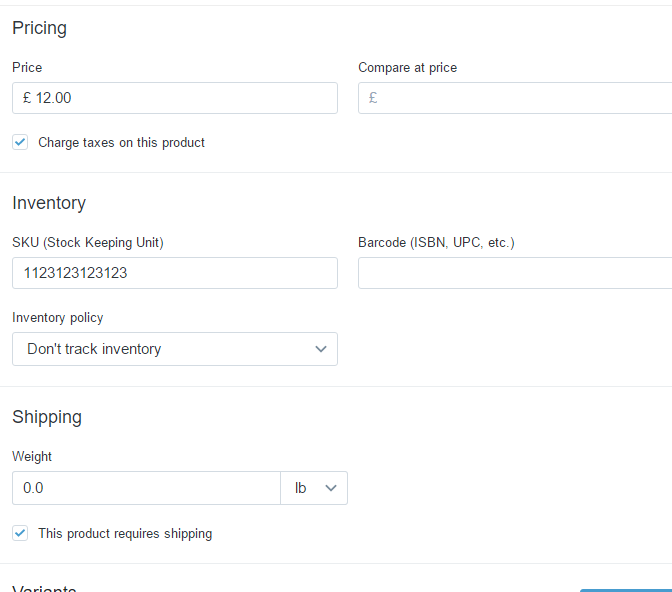 Pricing
Price
Compare at price
£ 12.00
£
Charge taxes on this product
Inventory
SKU (Stock Keeping Unit)
Barcode (ISBN, UPC, etc.)
1123123123123
Inventory policy
Don't track inventory
Shipping
Weight
0.0
lb
This product requires shipping
Variants